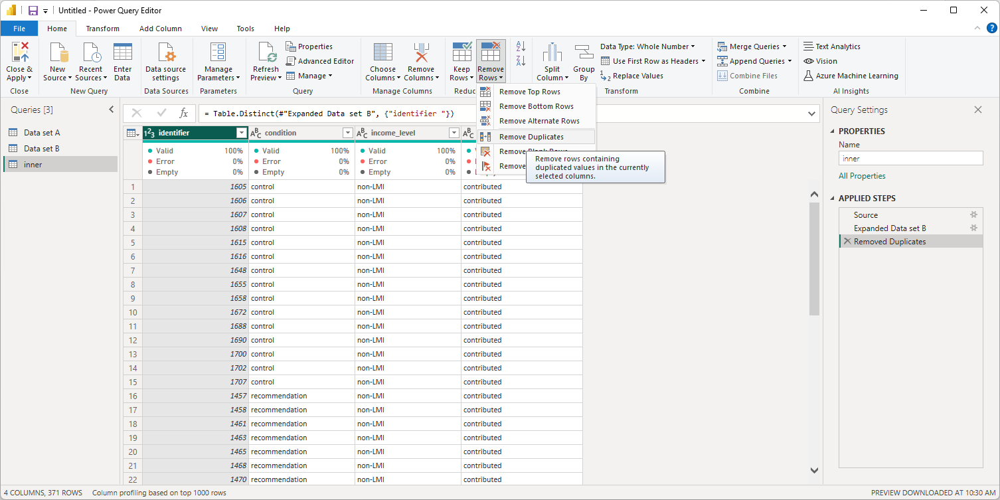 Untitled - Power Query Editor
File Home Transform Add Column View Tools Help
Close & Apply
New Source
Recent Sources
Enter Data
Data source settings
Manage Parameters
Refresh Preview
Properties
Advanced Editor
Manage
Choose Columns
Remove Columns
Keep Rows
Remove Rows
Split Column
Group By
Data Type: Whole Number
Use First Row as Headers
Replace Values
Merge Queries
Append Queries
Combine Files
Text Analytics
Vision
Azure Machine Learning
Close New Query Data Sources Parameters Query Manage Columns Reduc Transform Combine AI Insights
Remove Top Rows
Remove Bottom Rows
Remove Alternate Rows
Remove Duplicates
Remove Blank Rows
Remove
Remove rows containing
duplicated values in the currently
selected columns.
Queries [3]
Data set A
Data set B
inner
fx = Table.Distinct(#"Expanded Data set B", {"identifier "})
123 identifier ABC condition ABC income_level ABC
Valid 100% Valid 100% Valid 100%
Error 0% Error 0% Error 0%
Empty 0% Empty 0% Empty 0%
1 1605 control non-LMI contributed
2 1606 control non-LMI contributed
3 1607 control non-LMI contributed
4 1608 control non-LMI contributed
5 1615 control non-LMI contributed
6 1616 control non-LMI contributed
7 1648 control non-LMI contributed
8 1655 control non-LMI contributed
9 1658 control non-LMI contributed
10 1672 control non-LMI contributed
11 1688 control non-LMI contributed
12 1690 control non-LMI contributed
13 1700 control non-LMI contributed
14 1702 control non-LMI contributed
15 1707 control non-LMI contributed
16 1457 recommendation non-LMI contributed
17 1458 recommendation non-LMI contributed
18 1461 recommendation non-LMI contributed
19 1463 recommendation non-LMI contributed
20 1465 recommendation non-LMI contributed
21 1468 recommendation non-LMI contributed
22 1470 recommendation non-LMI contributed
Query Settings
PROPERTIES
Name
inner
All Properties
APPLIED STEPS
Source
Expanded Data set B
Removed Duplicates
4 COLUMNS, 371 ROWS Column profiling based on top 1000 rows PREVIEW DOWNLOADED AT 10:30 AM